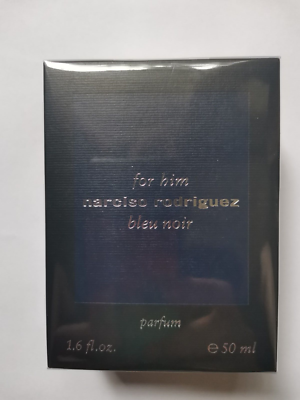 for him
narciso rodriguez
bleu noir
parfum
1.6 fl.oz. ℮ 50 ml